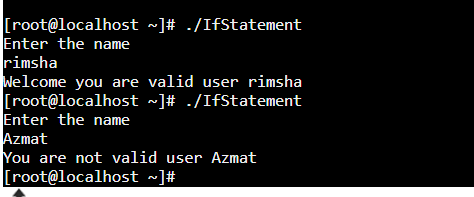 [root@localhost ~]# ./IfStatement
Enter the name
rimsha
Welcome you are valid user rimsha
[root@localhost ~]# ./IfStatement
Enter the name
Azmat
You are not valid user Azmat
[root@localhost ~]#